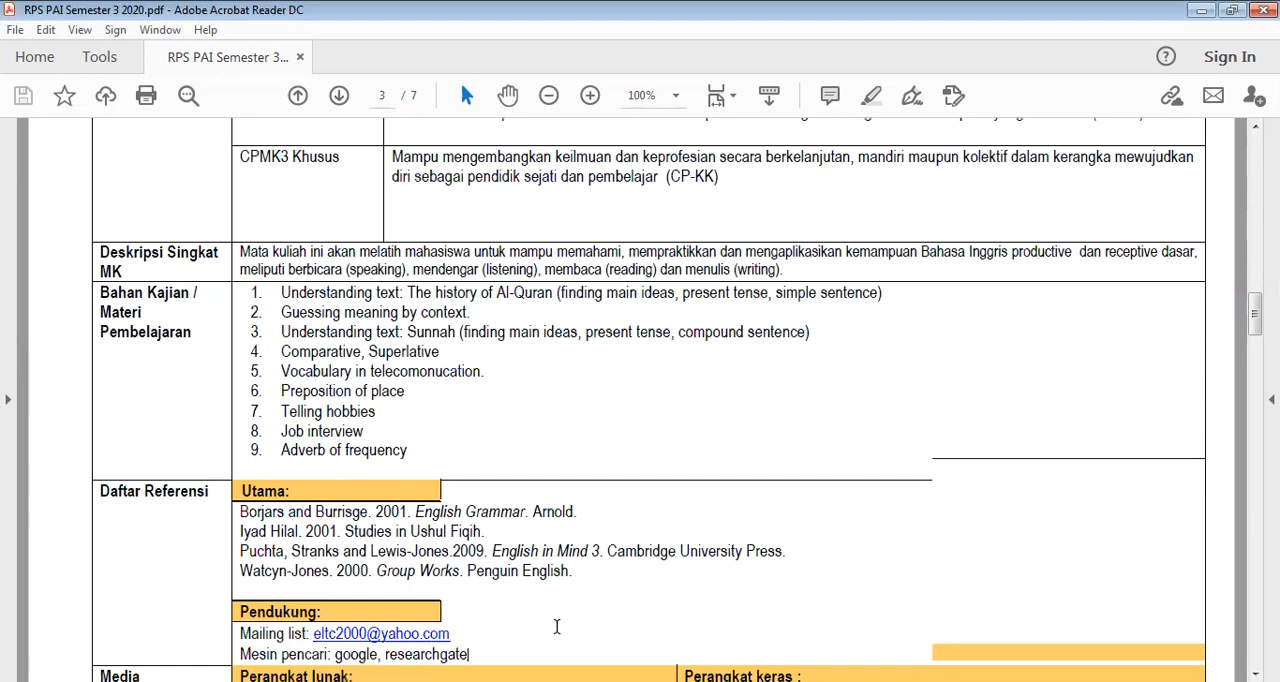 RPS PAI Semester 3 2020.pdf - Adobe Acrobat Reader DC
File Edit View Sign Window Help
Home Tools RPS PAI Semester 3... × Sign In
3 / 7 100%
CPMK3 Khusus
Mampu mengembangkan keilmuan dan keprofesian secara berkelanjutan, mandiri maupun kolektif dalam kerangka mewujudkan
diri sebagai pendidik sejati dan pembelajar (CP-KK)
Deskripsi Singkat
MK
Mata kuliah ini akan melatih mahasiswa untuk mampu memahami, mempraktikkan dan mengaplikasikan kemampuan Bahasa Inggris productive dan receptive dasar,
meliputi berbicara (speaking), mendengar (listening), membaca (reading) dan menulis (writing).
Bahan Kajian /
Materi
Pembelajaran
1. Understanding text: The history of Al-Quran (finding main ideas, present tense, simple sentence)
2. Guessing meaning by context.
3. Understanding text: Sunnah (finding main ideas, present tense, compound sentence)
4. Comparative, Superlative
5. Vocabulary in telecomonucation.
6. Preposition of place
7. Telling hobbies
8. Job interview
9. Adverb of frequency
Daftar Referensi
Utama:
Borjars and Burrisge. 2001. English Grammar. Arnold.
Iyad Hilal. 2001. Studies in Ushul Fiqih.
Puchta, Stranks and Lewis-Jones.2009. English in Mind 3. Cambridge University Press.
Watcyn-Jones. 2000. Group Works. Penguin English.
Pendukung:
Mailing list: eltc2000@yahoo.com
Mesin pencari: google, researchgate
Media Perangkat lunak: Perangkat keras :